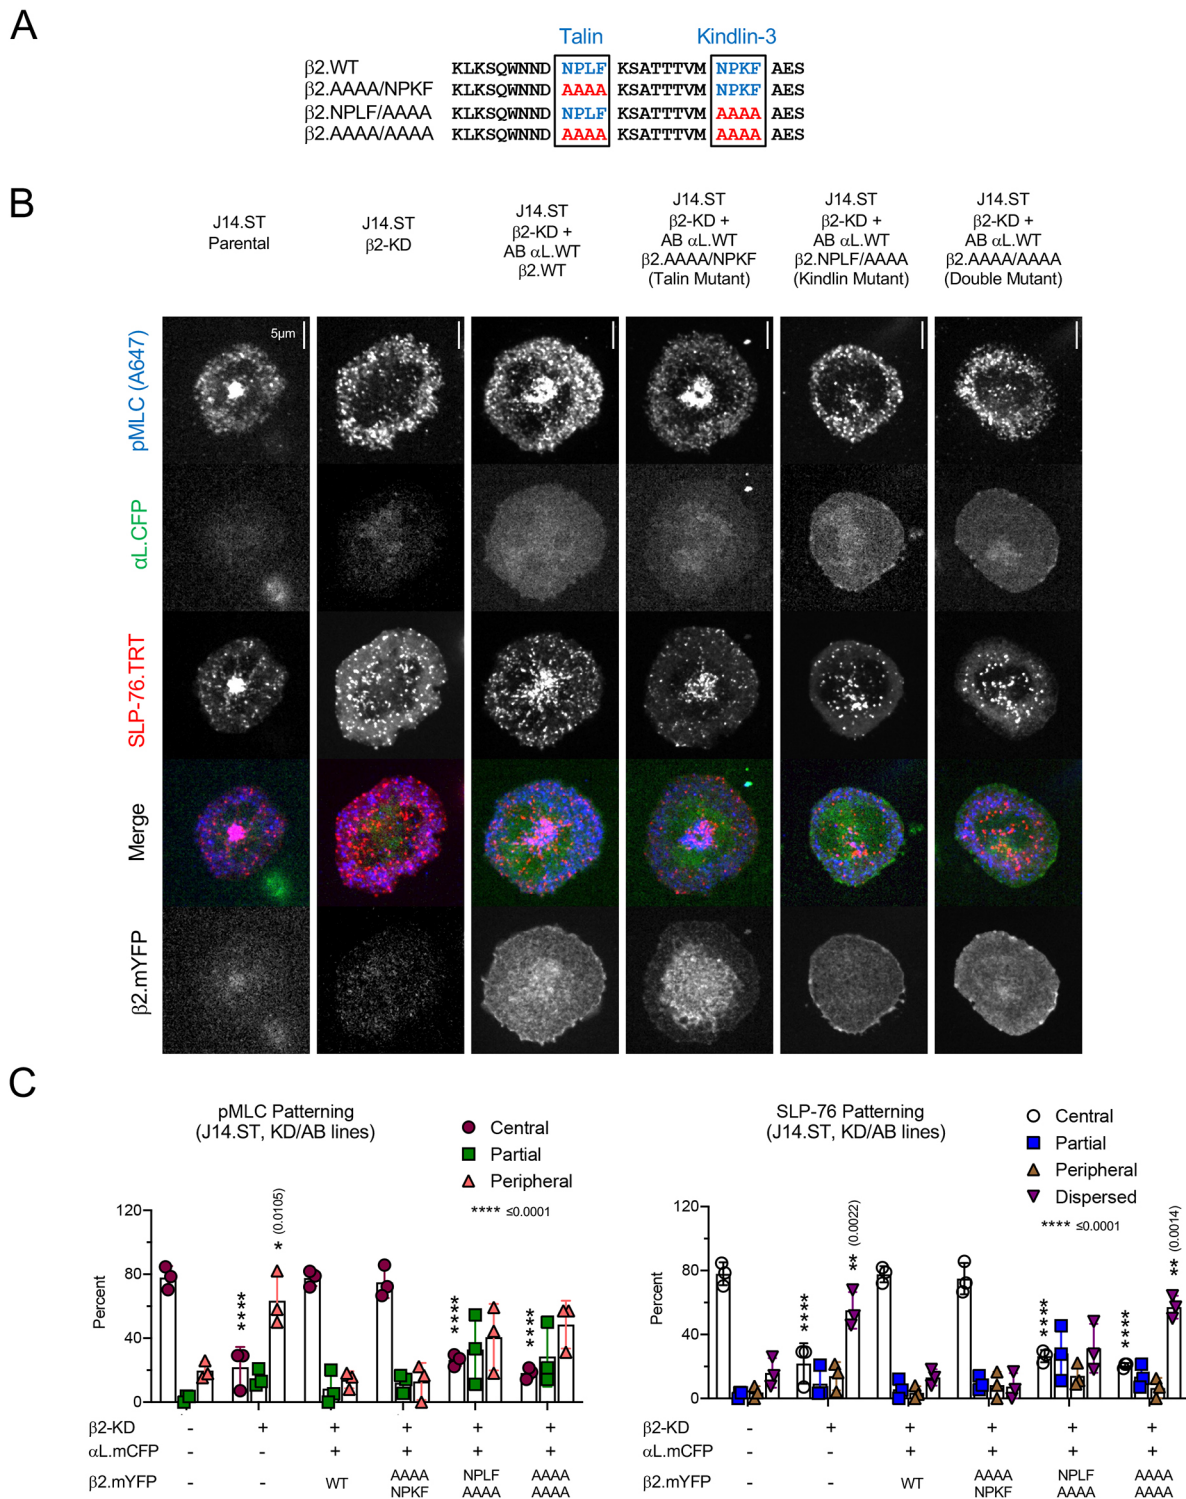 A
Talin Kindlin-3
β2.WT KLKSQWNND NPLF KSATTTVM NPKF AES
β2.AAAA/NPKF KLKSQWNND AAAA KSATTTVM NPKF AES
β2.NPLF/AAAA KLKSQWNND NPLF KSATTTVM AAAA AES
β2.AAAA/AAAA KLKSQWNND AAAA KSATTTVM AAAA AES
B
J14.ST
Parental
J14.ST
β2-KD
J14.ST
β2-KD +
AB αL.WT
β2.WT
J14.ST
β2-KD +
AB αL.WT
β2.AAAA/NPKF
(Talin Mutant)
J14.ST
β2-KD +
AB αL.WT
β2.NPLF/AAAA
(Kindlin Mutant)
J14.ST
β2-KD +
AB αL.WT
β2.AAAA/AAAA
(Double Mutant)
5μm
pMLC (A647)
αL.CFP
SLP-76.TRT
Merge
β2.mYFP
C
pMLC Patterning
(J14.ST, KD/AB lines)
Central
Partial
Peripheral
**** ≤0.0001
Percent
120
80
40
0
****
* (0.0105)
****
****
β2-KD - + + + + +
αL.mCFP - - + + + +
β2.mYFP - - WT AAAA NPKF NPLF AAAA AAAA AAAA
SLP-76 Patterning
(J14.ST, KD/AB lines)
Central
Partial
Peripheral
Dispersed
**** ≤0.0001
Percent
120
80
40
0
****
** (0.0022)
****
****
** (0.0014)
β2-KD - + + + + +
αL.mCFP - - + + + +
β2.mYFP - - WT AAAA NPKF NPLF AAAA AAAA AAAA